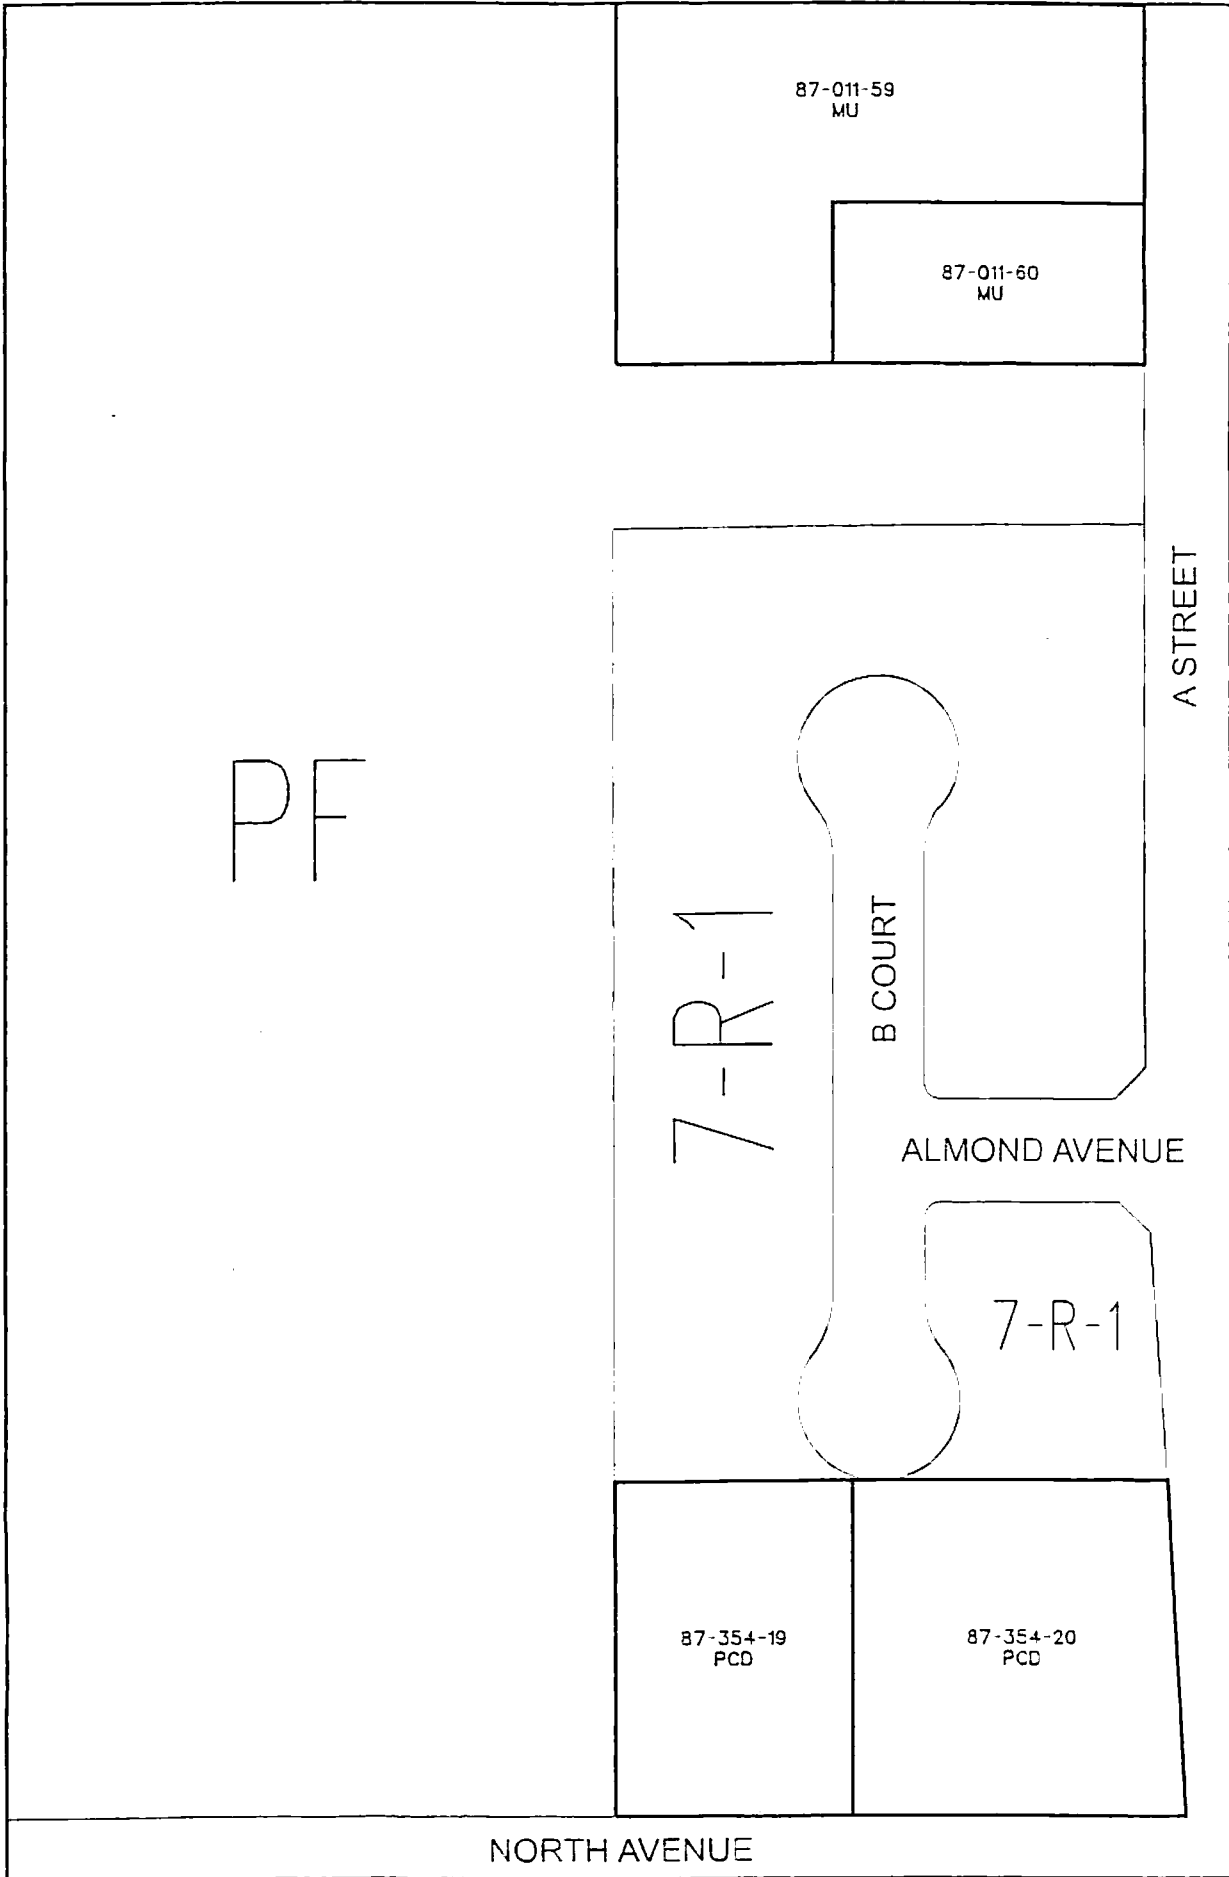 87-011-59
MU
87-011-60
MU
A STREET
PF
7-R-1
B COURT
ALMOND AVENUE
7-R-1
87-354-19
PCD
87-354-20
PCD
NORTH AVENUE